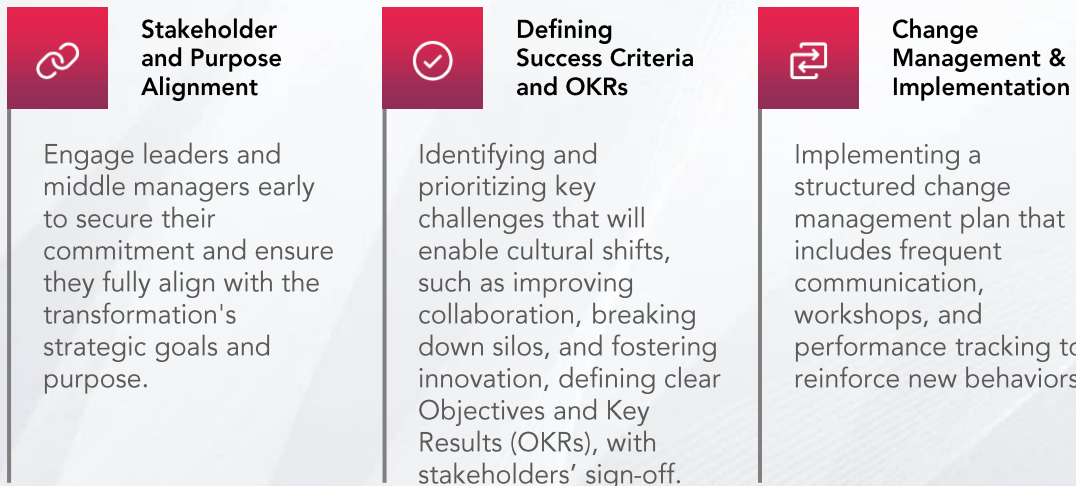 Stakeholder
and Purpose
Alignment
Engage leaders and
middle managers early
to secure their
commitment and ensure
they fully align with the
transformation's
strategic goals and
purpose.
Defining
Success Criteria
and OKRs
Identifying and
prioritizing key
challenges that will
enable cultural shifts,
such as improving
collaboration, breaking
down silos, and fostering
innovation, defining clear
Objectives and Key
Results (OKRs), with
stakeholders’ sign-off.
Change
Management &
Implementation
Implementing a
structured change
management plan that
includes frequent
communication,
workshops, and
performance tracking to
reinforce new behaviors